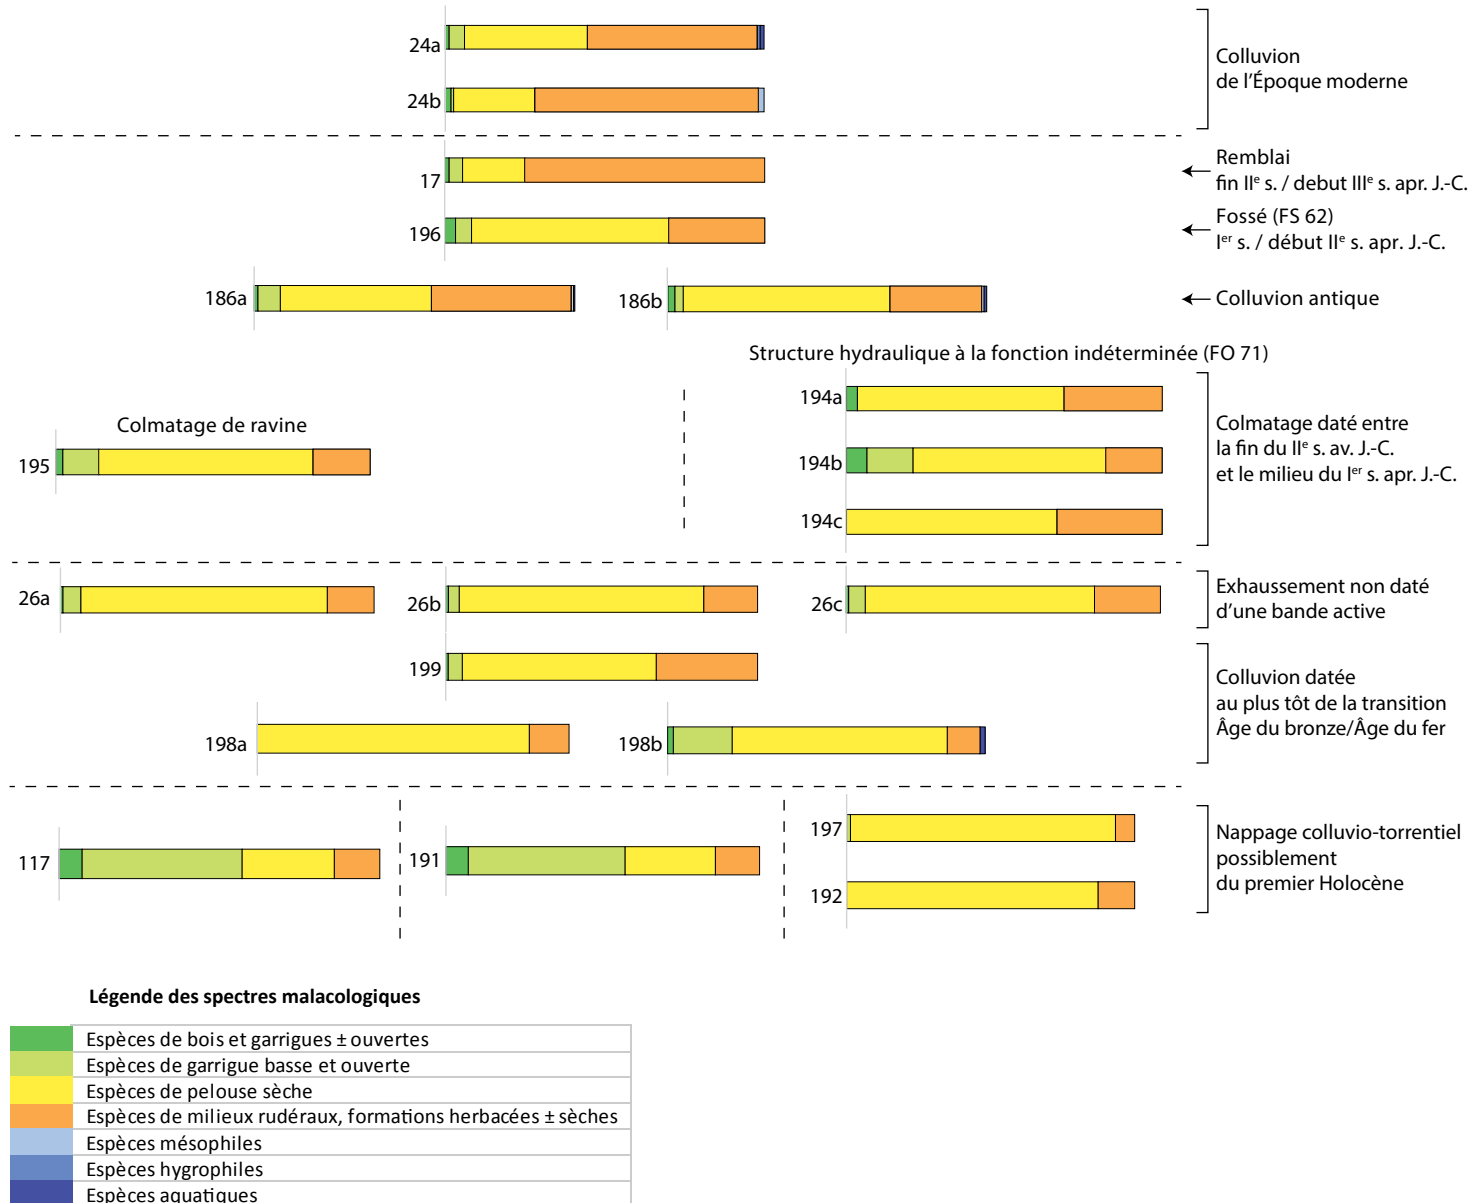 24a
Colluvion
de l'Époque moderne
24b
17
Remblai
fin IIe s. / debut IIIe s. apr. J.-C.
196
Fossé (FS 62)
Ier s. / début IIe s. apr. J.-C.
186a
186b
Colluvion antique
Structure hydraulique à la fonction indéterminée (FO 71)
Colmatage de ravine
195
194a
194b
194c
Colmatage daté entre
la fin du IIe s. av. J.-C.
et le milieu du Ier s. apr. J.-C.
26a
26b
26c
Exhaussement non daté
d'une bande active
199
198a
198b
Colluvion datée
au plus tôt de la transition
Âge du bronze/Âge du fer
117
191
197
192
Nappage colluvio-torrentiel
possiblement
du premier Holocène
Légende des spectres malacologiques
Espèces de bois et garrigues ± ouvertes
Espèces de garrigue basse et ouverte
Espèces de pelouse sèche
Espèces de milieux rudéraux, formations herbacées ± sèches
Espèces mésophiles
Espèces hygrophiles
Espèces aquatiques